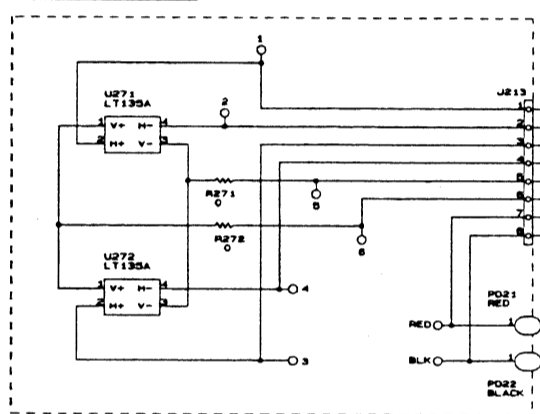 1
U271
LT135A
J213
2
1 V+ H- 4
2 H+ V- 3
1
2
3
4
5
6
7
8
R271
0
5
R272
0
6
U272
LT135A
1 V+ H- 4
2 H+ V- 3
4
3
PD21
RED
RED
1
BLK
1
PD22
BLACK